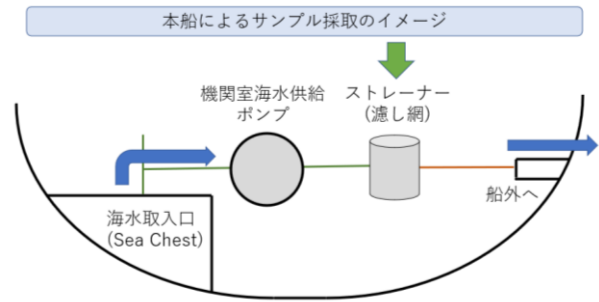 本船によるサンプル採取のイメージ
機関室海水供給
ポンプ
ストレーナー
(濾し網)
海水取入口
(Sea Chest)
船外へ